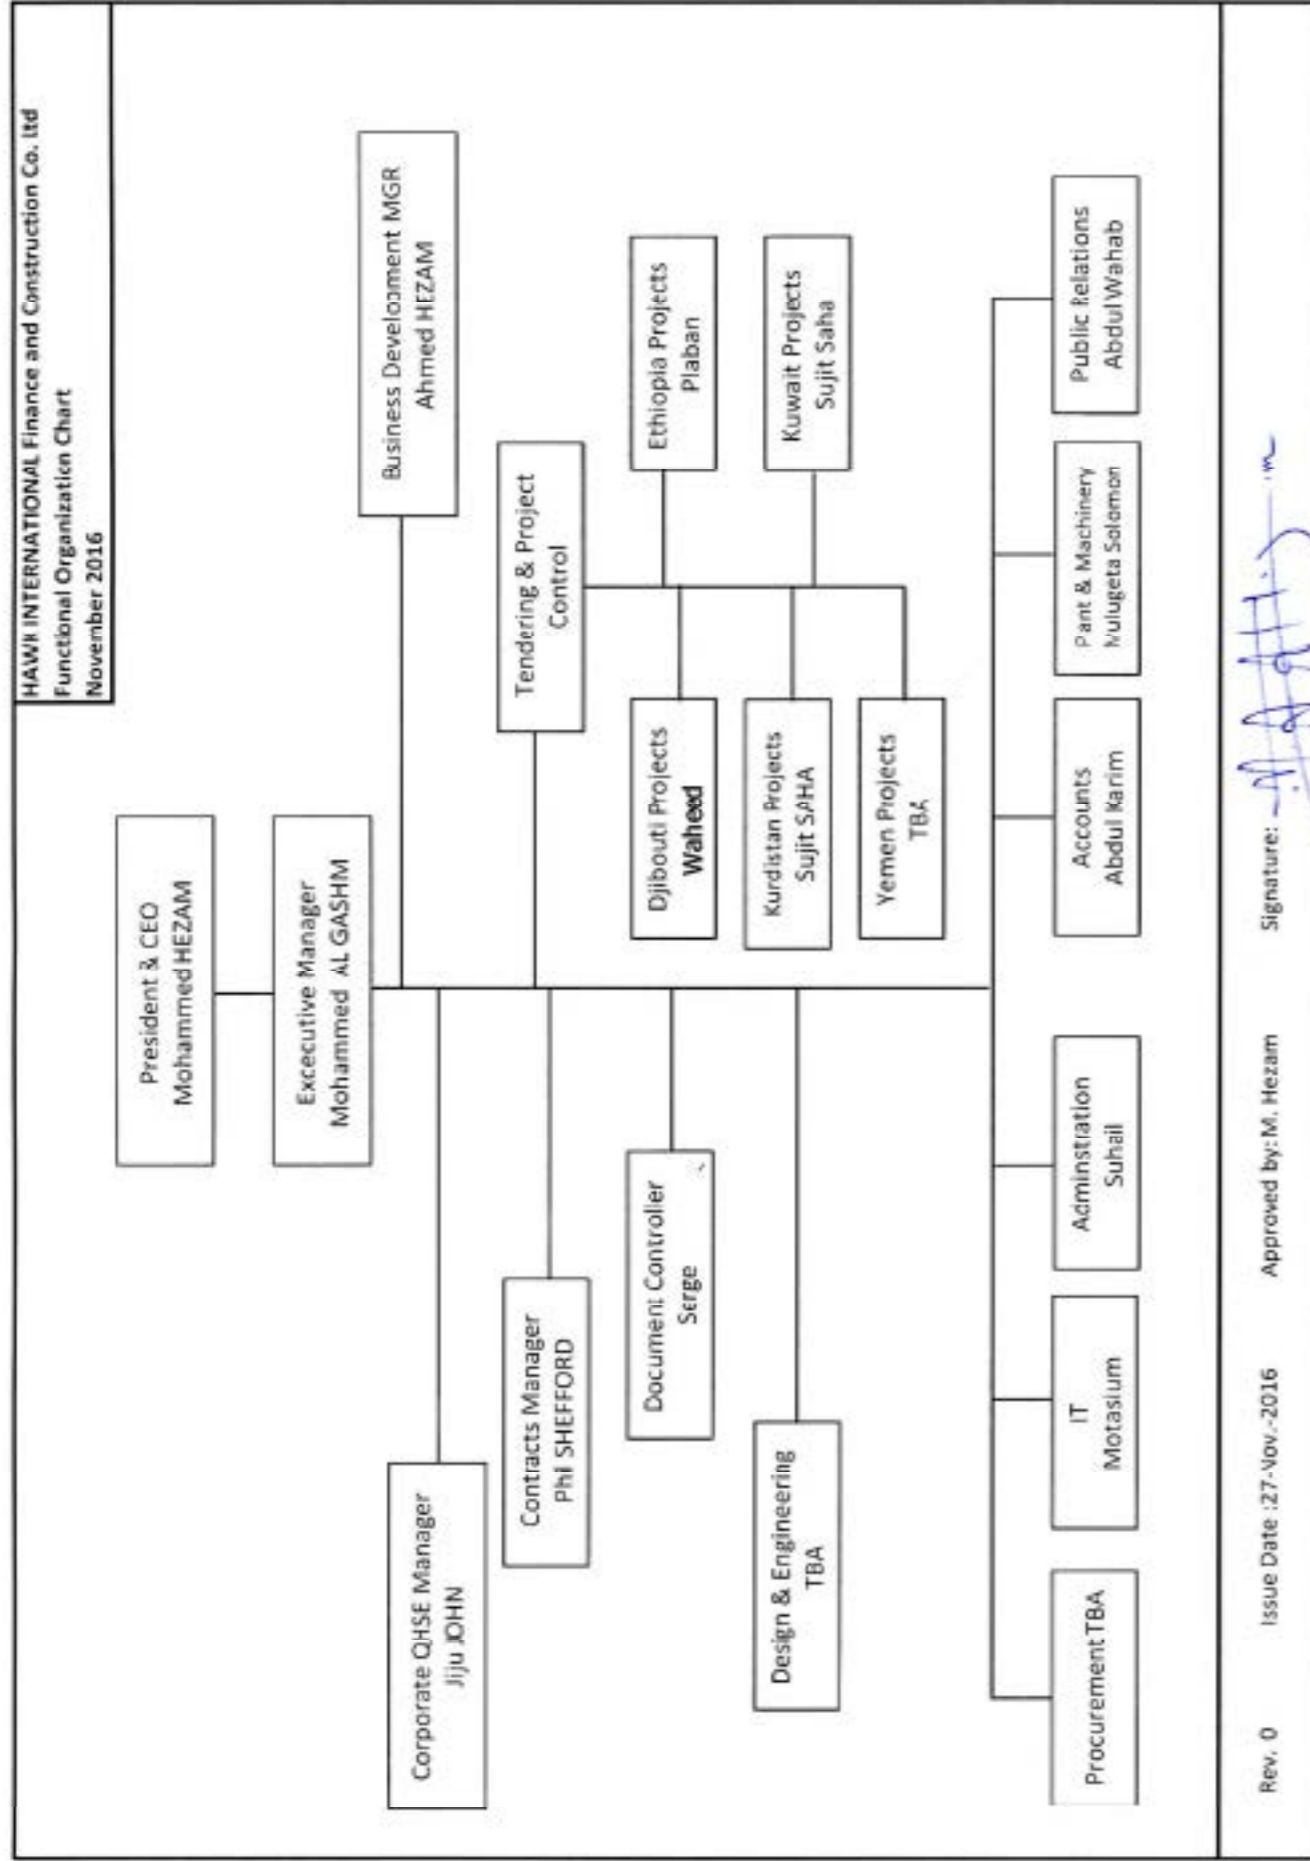 HAWK INTERNATIONAL Finance and Construction Co. Ltd
Functional Organization Chart
November 2016
President & CEO
Mohammed HEZAM
Excecutive Manager
Mohammed AL GASHM
Business Development MGR
Ahmed HEZAM
Corporate QHSE Manager
Jiju JOHN
Tendering & Project
Control
Contracts Manager
Phil SHEFFORD
Document Controller
Serge
Djibouti Projects
Waheed
Ethiopia Projects
Plaban
Design & Engineering
TBA
Kurdistan Projects
Sujit SAHA
Kuwait Projects
Sujit Saha
Yemen Projects
TBA
Procurement TBA
IT
Motasium
Adminstration
Suhail
Accounts
Abdul Karim
Pant & Machinery
Mulugeta Solomon
Public Relations
Abdul Wahab
Rev. 0 Issue Date :27-Nov.-2016 Approved by: M. Hezam Signature: